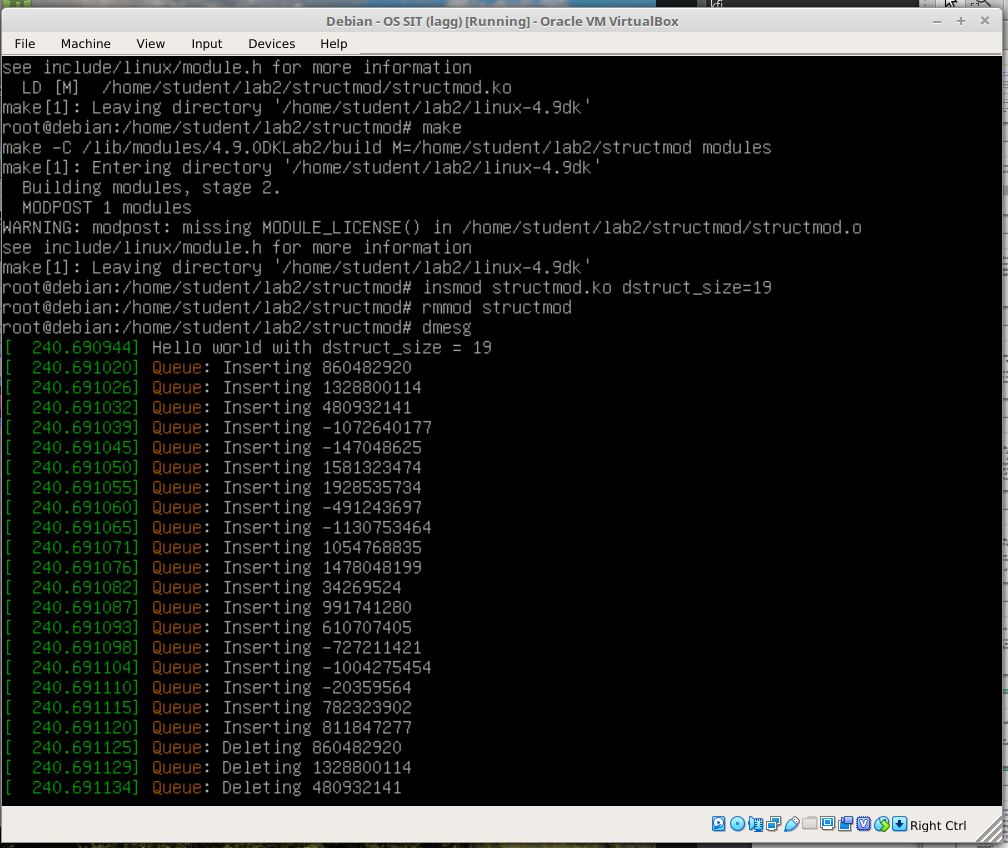 Debian - OS SIT (lagg) [Running] - Oracle VM VirtualBox
File Machine View Input Devices Help
see include/linux/module.h for more information
  LD [M]  /home/student/lab2/structmod/structmod.ko
make[1]: Leaving directory '/home/student/lab2/linux-4.9dk'
root@debian:/home/student/lab2/structmod# make
make -C /lib/modules/4.9.0DKLab2/build M=/home/student/lab2/structmod modules
make[1]: Entering directory '/home/student/lab2/linux-4.9dk'
  Building modules, stage 2.
  MODPOST 1 modules
WARNING: modpost: missing MODULE_LICENSE() in /home/student/lab2/structmod/structmod.o
see include/linux/module.h for more information
make[1]: Leaving directory '/home/student/lab2/linux-4.9dk'
root@debian:/home/student/lab2/structmod# insmod structmod.ko dstruct_size=19
root@debian:/home/student/lab2/structmod# rmmod structmod
root@debian:/home/student/lab2/structmod# dmesg
[  240.690944] Hello world with dstruct_size = 19
[  240.691020] Queue: Inserting 860482920
[  240.691026] Queue: Inserting 1328800114
[  240.691032] Queue: Inserting 480932141
[  240.691039] Queue: Inserting -1072640177
[  240.691045] Queue: Inserting -147048625
[  240.691050] Queue: Inserting 1581323474
[  240.691055] Queue: Inserting 1928535734
[  240.691060] Queue: Inserting -491243697
[  240.691065] Queue: Inserting -1130753464
[  240.691071] Queue: Inserting 1054768835
[  240.691076] Queue: Inserting 1478048199
[  240.691082] Queue: Inserting 34269524
[  240.691087] Queue: Inserting 991741280
[  240.691093] Queue: Inserting 610707405
[  240.691098] Queue: Inserting -727211421
[  240.691104] Queue: Inserting -1004275454
[  240.691110] Queue: Inserting -20359564
[  240.691115] Queue: Inserting 782323902
[  240.691120] Queue: Inserting 811847277
[  240.691125] Queue: Deleting 860482920
[  240.691129] Queue: Deleting 1328800114
[  240.691134] Queue: Deleting 480932141
Right Ctrl